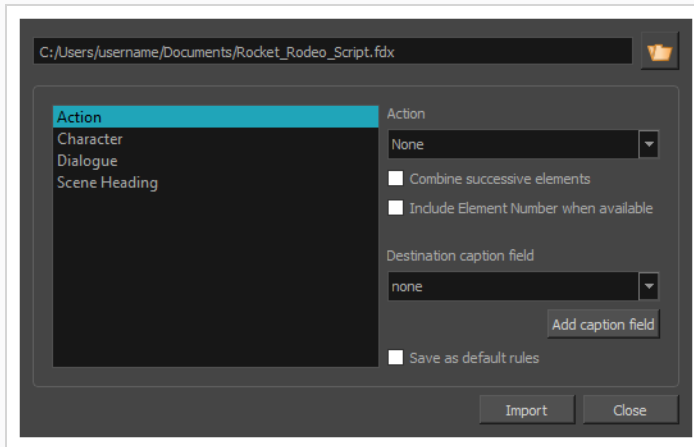 C:/Users/username/Documents/Rocket_Rodeo_Script.fdx
Action
Character
Dialogue
Scene Heading
Action
None
Combine successive elements
Include Element Number when available
Destination caption field
none
Add caption field
Save as default rules
Import
Close